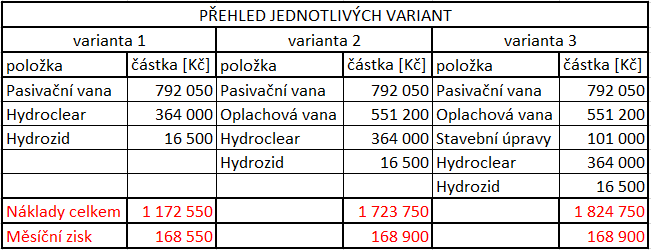 PŘEHLED JEDNOTLIVÝCH VARIANT
varianta 1 varianta 2 varianta 3
položka částka [Kč] položka částka [Kč] položka částka [Kč]
Pasivační vana 792 050 Pasivační vana 792 050 Pasivační vana 792 050
Hydroclear 364 000 Oplachová vana 551 200 Oplachová vana 551 200
Hydrozid 16 500 Hydroclear 364 000 Stavební úpravy 101 000
Hydrozid 16 500 Hydroclear 364 000
Hydrozid 16 500
Náklady celkem 1 172 550 1 723 750 1 824 750
Měsíční zisk 168 550 168 900 168 900